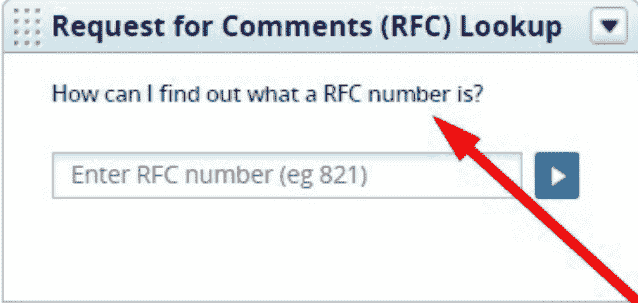 Request for Comments (RFC) Lookup
How can I find out what a RFC number is?
Enter RFC number (eg 821)